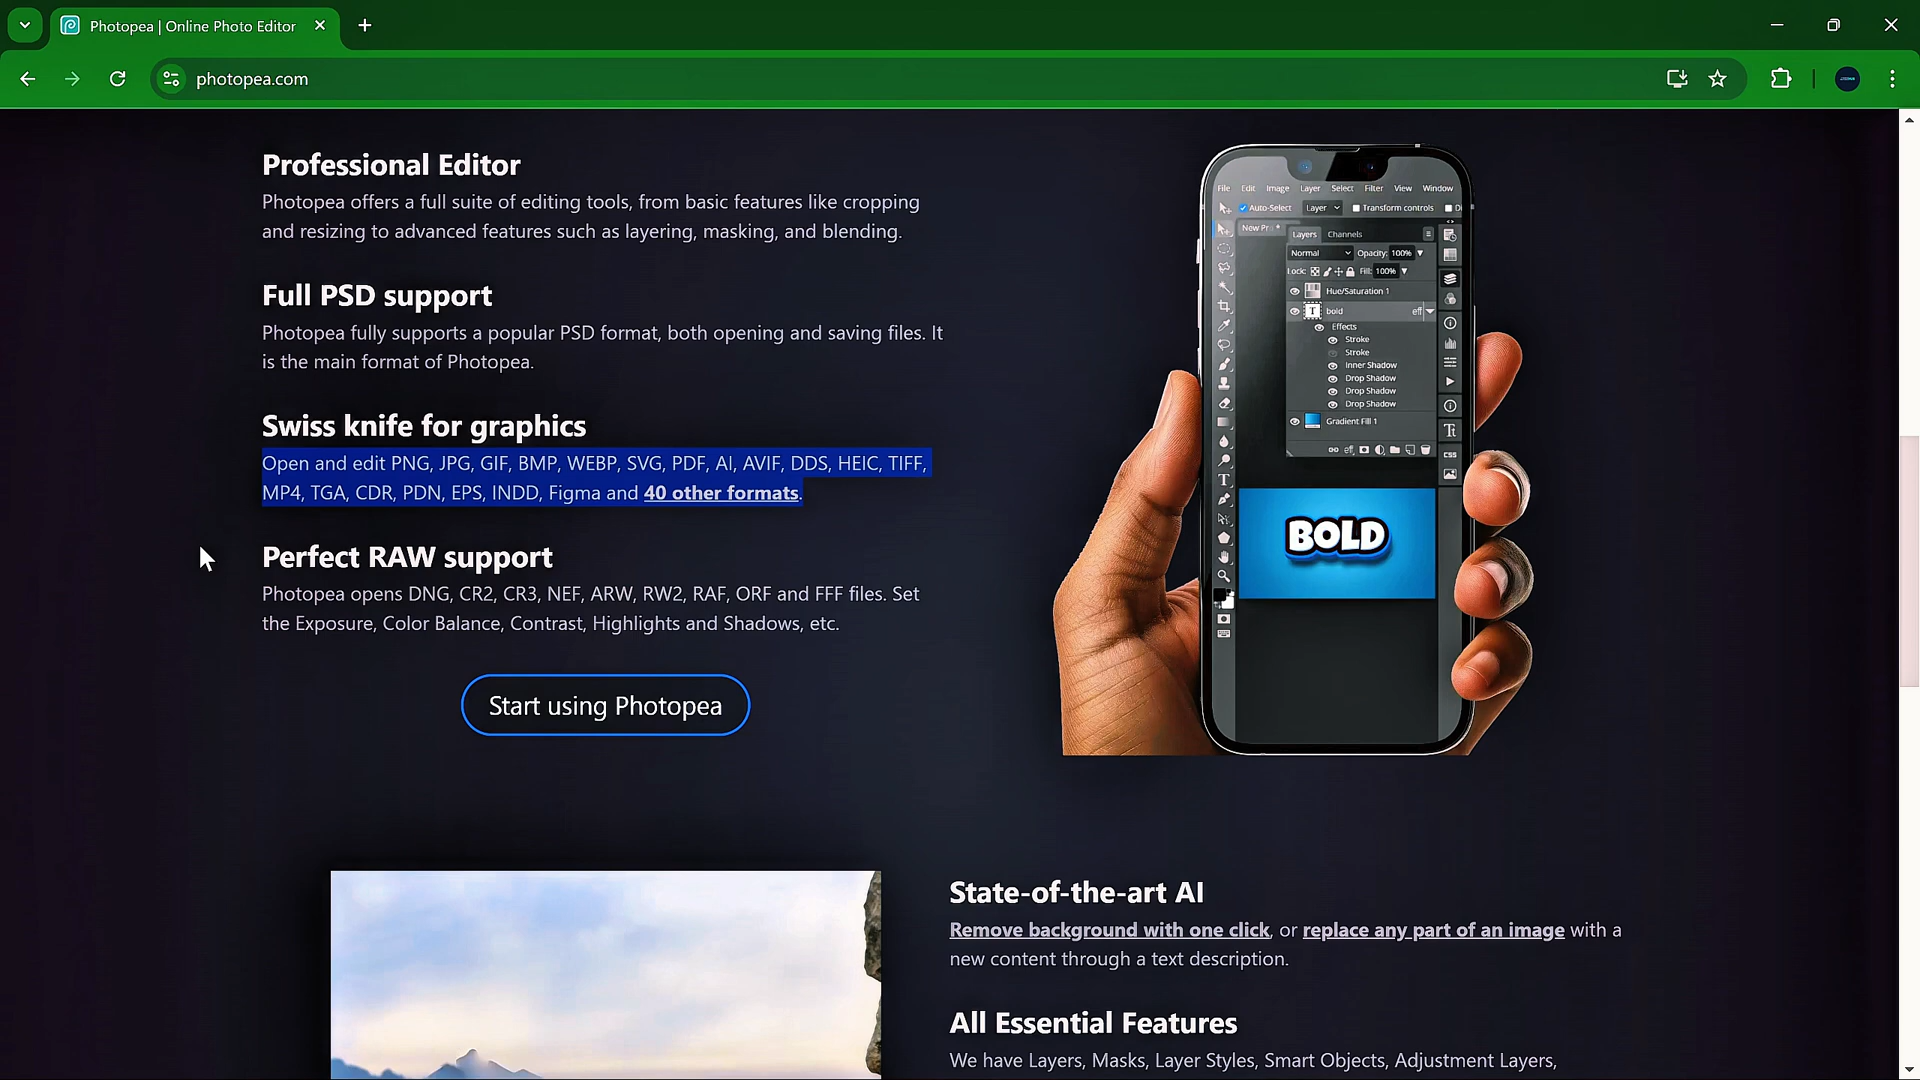 Photopea | Online Photo Editor
photopea.com
Professional Editor
Photopea offers a full suite of editing tools, from basic features like cropping
and resizing to advanced features such as layering, masking, and blending.
Full PSD support
Photopea fully supports a popular PSD format, both opening and saving files. It
is the main format of Photopea.
Swiss knife for graphics
Open and edit PNG, JPG, GIF, BMP, WEBP, SVG, PDF, AI, AVIF, DDS, HEIC, TIFF,
MP4, TGA, CDR, PDN, EPS, INDD, Figma and 40 other formats.
Perfect RAW support
Photopea opens DNG, CR2, CR3, NEF, ARW, RW2, RAF, ORF and FFF files. Set
the Exposure, Color Balance, Contrast, Highlights and Shadows, etc.
Start using Photopea
File Edit Image Layer Select Filter View Window
Auto-Select Layer Transform controls Di
New Pr *
Layers Channels
Normal Opacity: 100%
Lock: Fill: 100%
Hue/Saturation 1
T bold eff
Effects
Stroke
Stroke
Inner Shadow
Drop Shadow
Drop Shadow
Drop Shadow
Gradient Fill 1
eff
CSS
BOLD
State-of-the-art AI
Remove background with one click, or replace any part of an image with a
new content through a text description.
All Essential Features
We have Layers, Masks, Layer Styles, Smart Objects, Adjustment Layers,